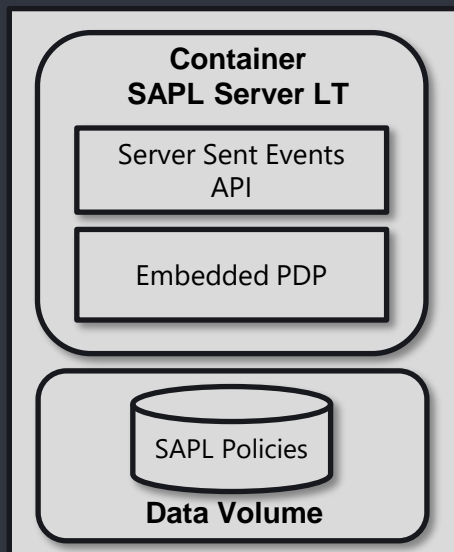 Container
SAPL Server LT
Server Sent Events
API
Embedded PDP
SAPL Policies
Data Volume